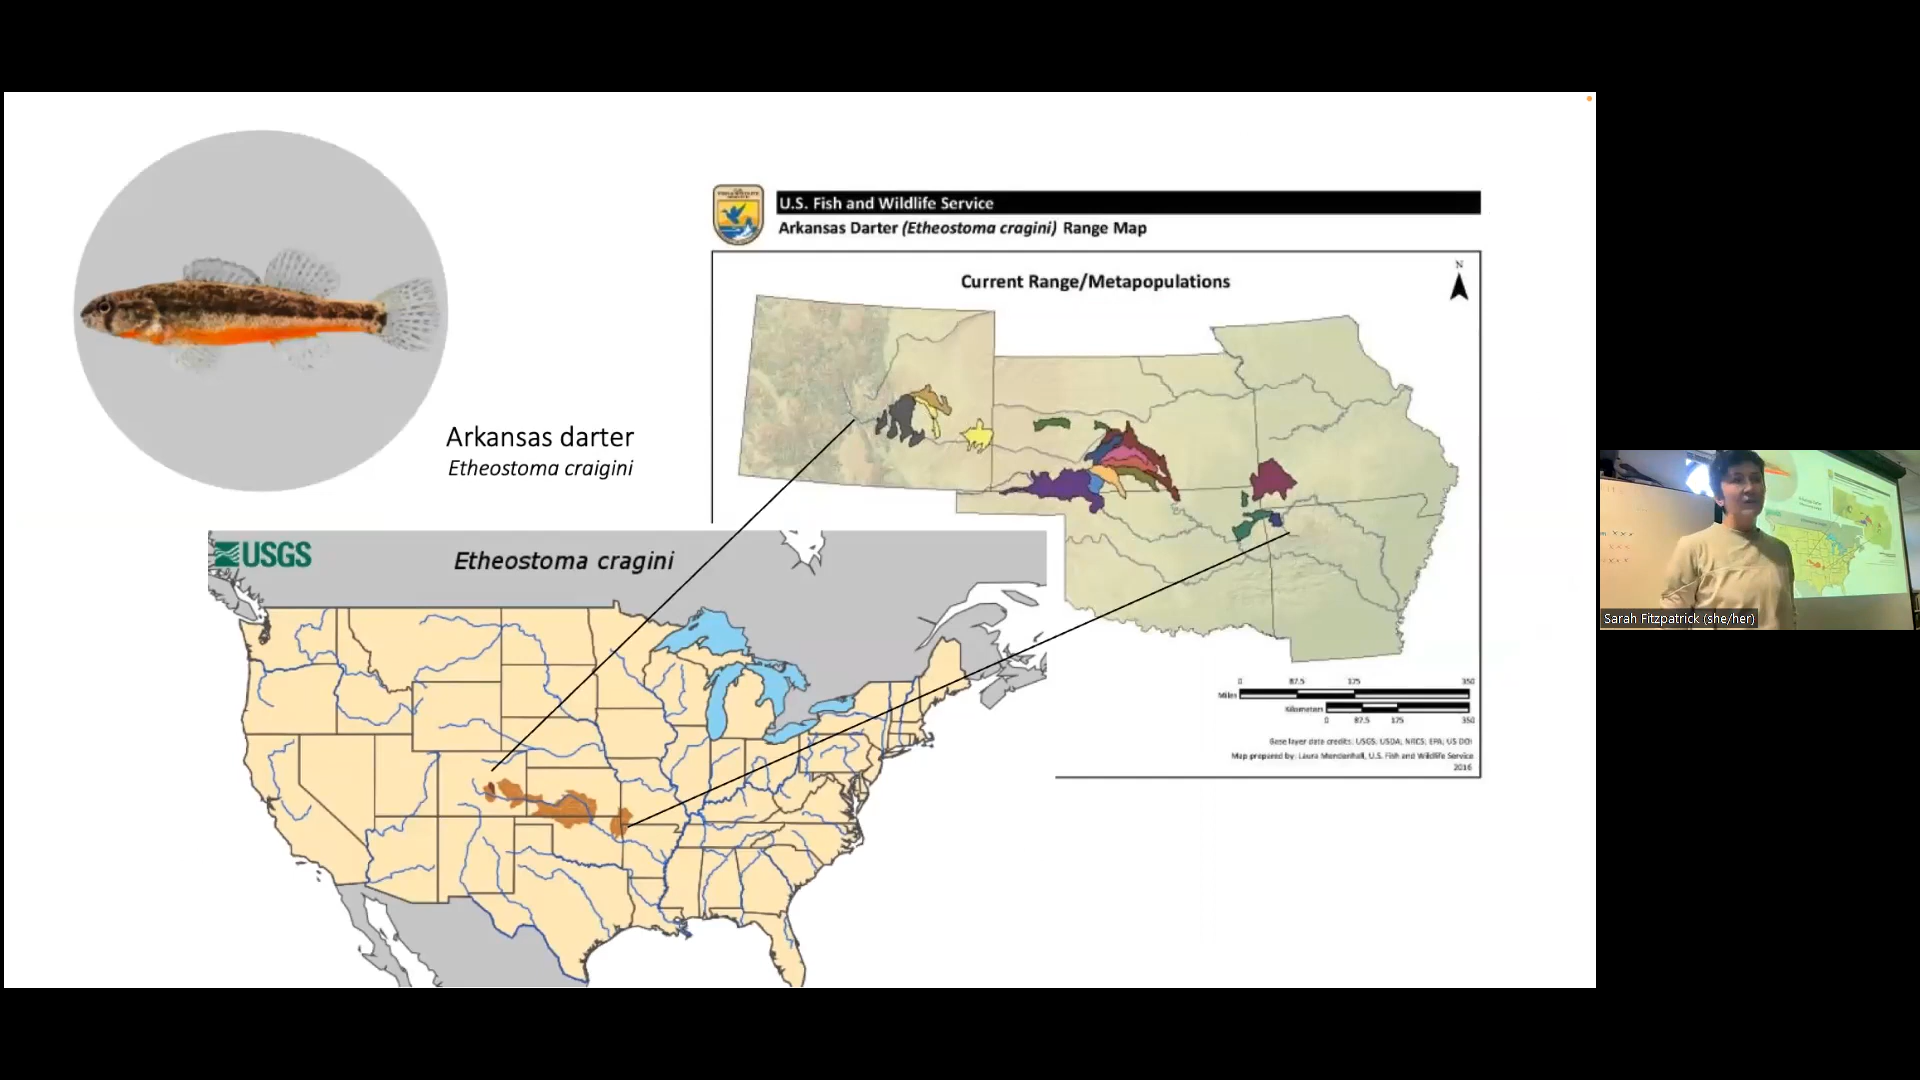 U.S. Fish and Wildlife Service
Arkansas Darter (Etheostoma cragini) Range Map
Current Range/Metapopulations
N
Arkansas darter
Etheostoma craigini
USGS
Etheostoma cragini
Sarah Fitzpatrick (she/her)
0 87.5 175 350
Miles
Kilometers
0 87.5 175 350
Base layer data credits: USGS, USDA, NRCS, EPA, US DOI
Map prepared by: Laura Mendenhall, U.S. Fish and Wildlife Service
2016